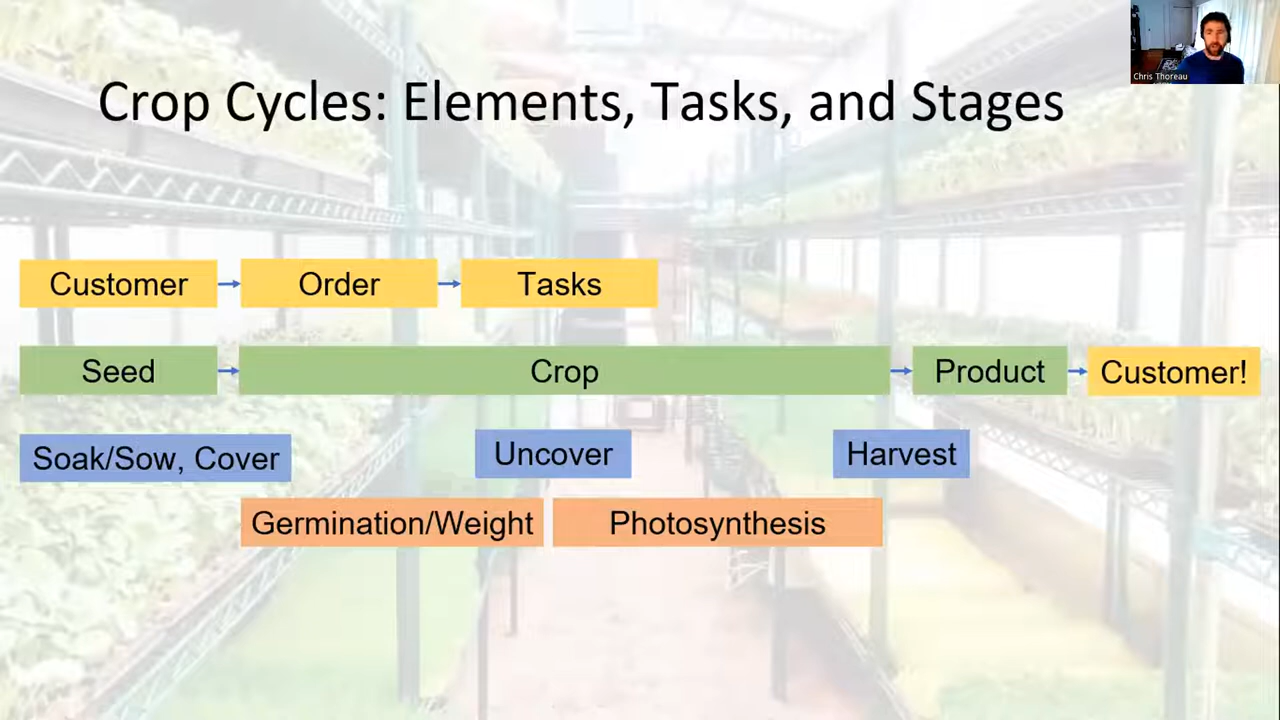 Chris Thoreau
Crop Cycles: Elements, Tasks, and Stages
Customer
Order
Tasks
Seed
Crop
Product
Customer!
Soak/Sow, Cover
Uncover
Harvest
Germination/Weight
Photosynthesis